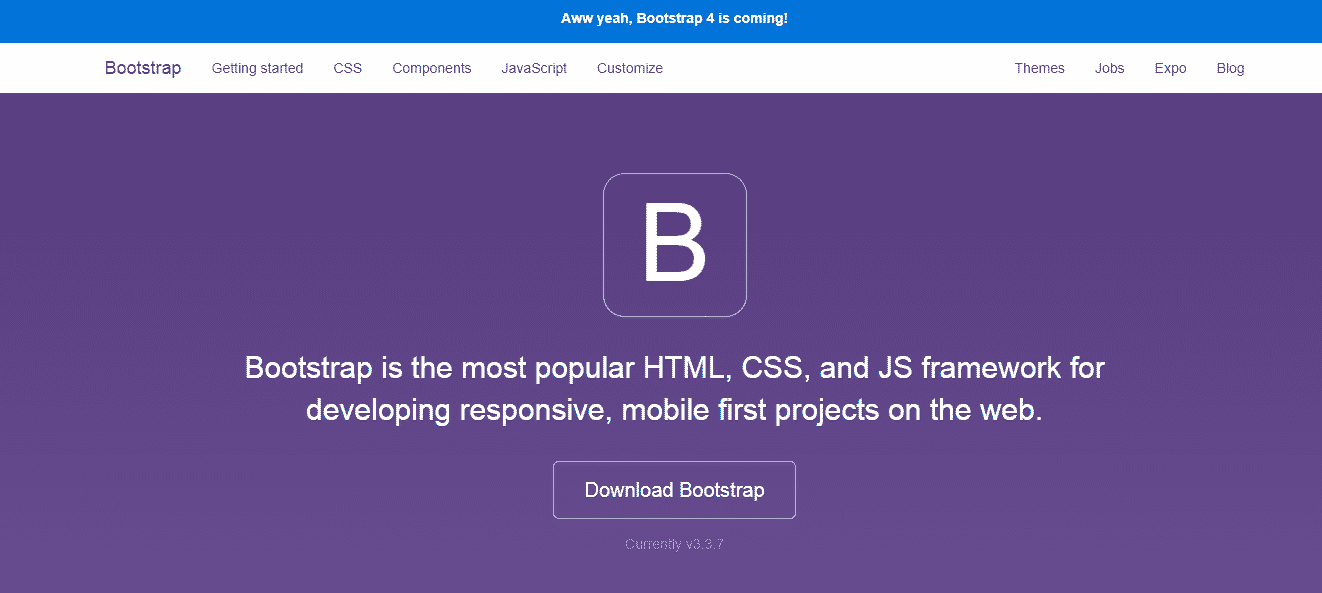 Aww yeah, Bootstrap 4 is coming!
Bootstrap Getting started CSS Components JavaScript Customize Themes Jobs Expo Blog
B
Bootstrap is the most popular HTML, CSS, and JS framework for
developing responsive, mobile first projects on the web.
Download Bootstrap
Currently v3.3.7